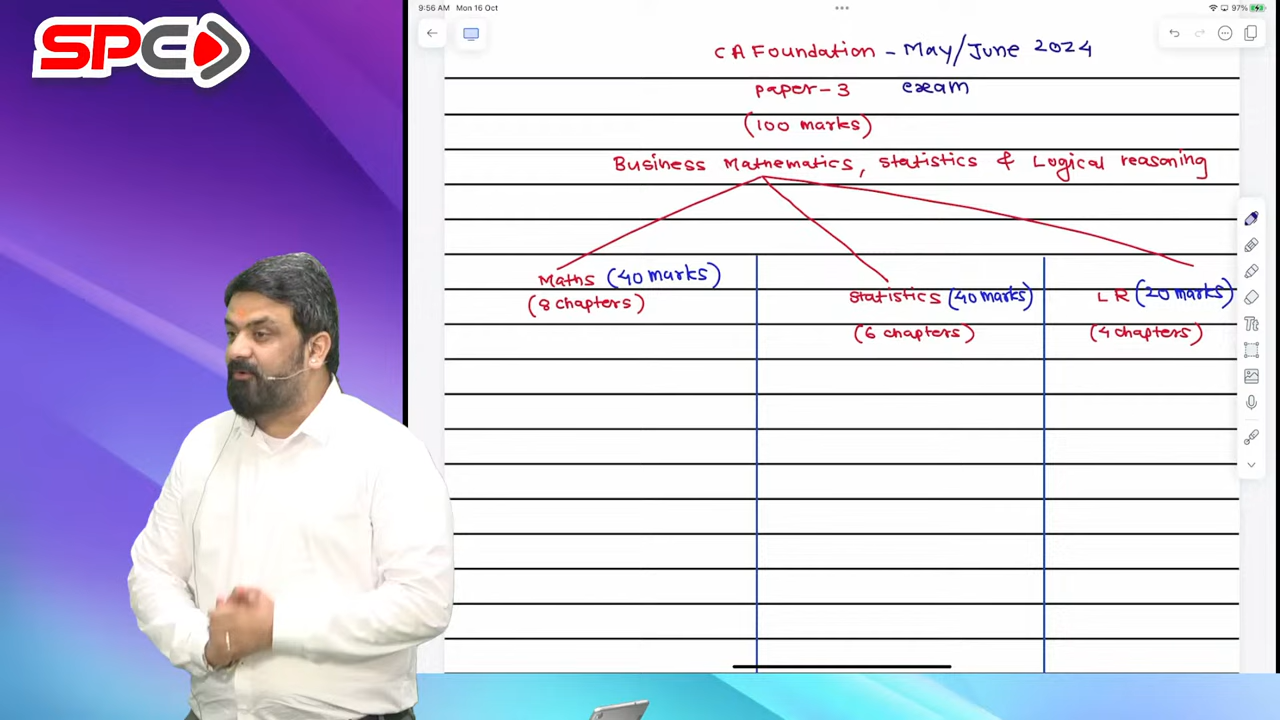 SPE
9:56 AM Mon 16 Oct
97%
CA Foundation - May/June 2024
paper-3 exam
(100 marks)
Business Mathematics, statistics & Logical reasoning
Maths (40 marks)
(8 chapters)
Statistics (40 marks)
(6 chapters)
LR (20 marks)
(4 chapters)
Tt